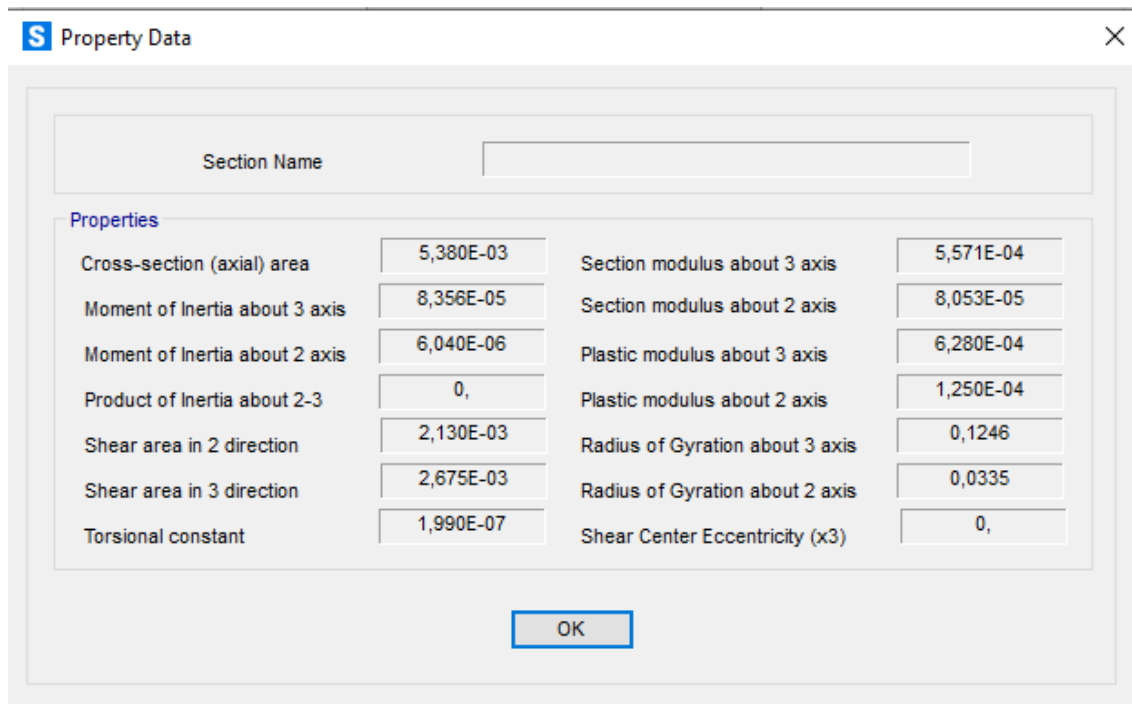 S Property Data
Section Name
Properties
Cross-section (axial) area 5,380E-03 Section modulus about 3 axis 5,571E-04
Moment of Inertia about 3 axis 8,356E-05 Section modulus about 2 axis 8,053E-05
Moment of Inertia about 2 axis 6,040E-06 Plastic modulus about 3 axis 6,280E-04
Product of Inertia about 2-3 0, Plastic modulus about 2 axis 1,250E-04
Shear area in 2 direction 2,130E-03 Radius of Gyration about 3 axis 0,1246
Shear area in 3 direction 2,675E-03 Radius of Gyration about 2 axis 0,0335
Torsional constant 1,990E-07 Shear Center Eccentricity (x3) 0,
OK